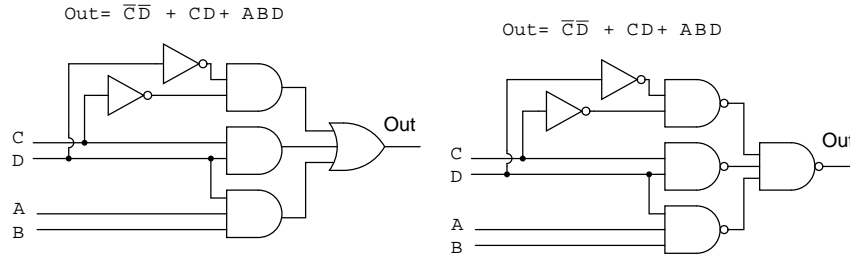 Out= C̅D̅ + CD+ ABD
C
D
A
B
Out
Out= C̅D̅ + CD+ ABD
C
D
A
B
Out